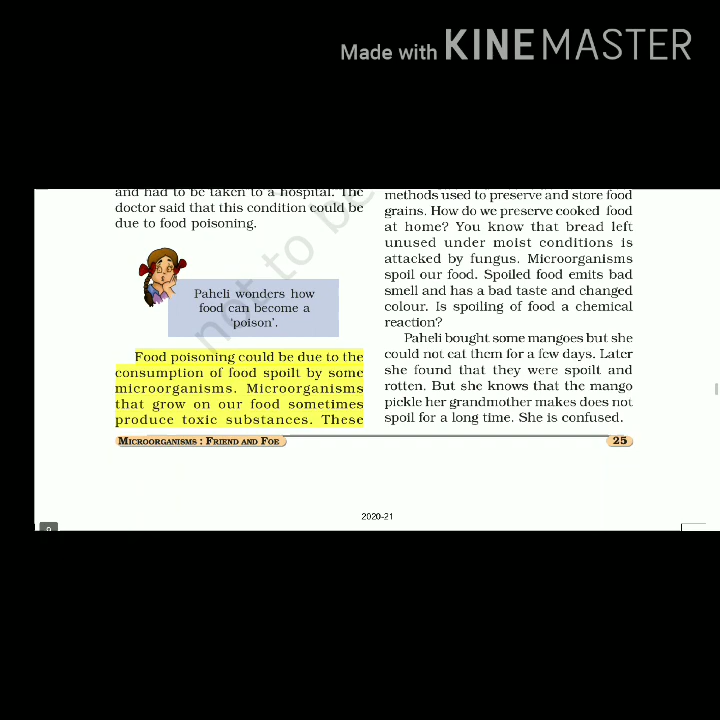 Made with KINEMASTER
and had to be taken to a hospital. The
doctor said that this condition could be
due to food poisoning.
Paheli wonders how
food can become a
'poison'.
Food poisoning could be due to the
consumption of food spoilt by some
microorganisms. Microorganisms
that grow on our food sometimes
produce toxic substances. These
methods used to preserve and store food
grains. How do we preserve cooked food
at home? You know that bread left
unused under moist conditions is
attacked by fungus. Microorganisms
spoil our food. Spoiled food emits bad
smell and has a bad taste and changed
colour. Is spoiling of food a chemical
reaction?
Paheli bought some mangoes but she
could not eat them for a few days. Later
she found that they were spoilt and
rotten. But she knows that the mango
pickle her grandmother makes does not
spoil for a long time. She is confused.
MICROORGANISMS : FRIEND AND FOE
25
2020-21
not to be